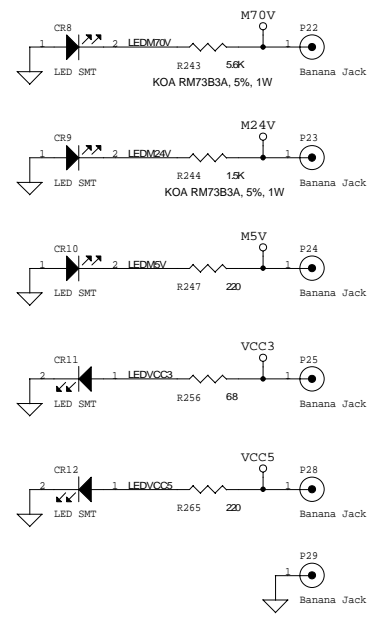 M70V
CR8
P22
1
2
LEDM70V
1
LED SMT
R243
5.6K
Banana Jack
KOA RM73B3A, 5%, 1W
M24V
CR9
P23
1
2
LEDM24V
1
LED SMT
R244
1.5K
Banana Jack
KOA RM73B3A, 5%, 1W
M5V
CR10
P24
1
2
LEDM5V
1
LED SMT
R247
220
Banana Jack
VCC3
CR11
P25
2
1
LEDVCC3
1
LED SMT
R256
68
Banana Jack
VCC5
CR12
P28
2
1
LEDVCC5
1
LED SMT
R265
220
Banana Jack
P29
1
Banana Jack